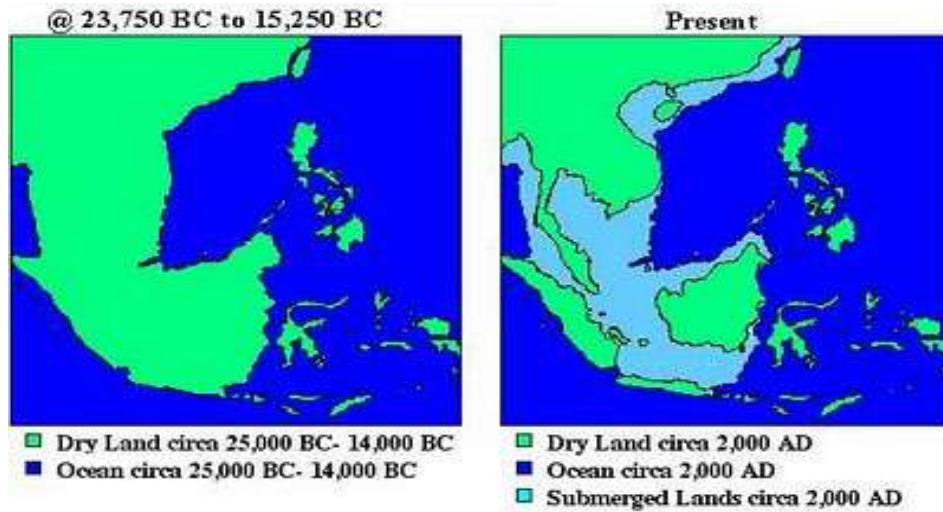 @ 23,750 BC to 15,250 BC
Present
Dry Land circa 25,000 BC- 14,000 BC
Ocean circa 25,000 BC- 14,000 BC
Dry Land circa 2,000 AD
Ocean circa 2,000 AD
Submerged Lands circa 2,000 AD